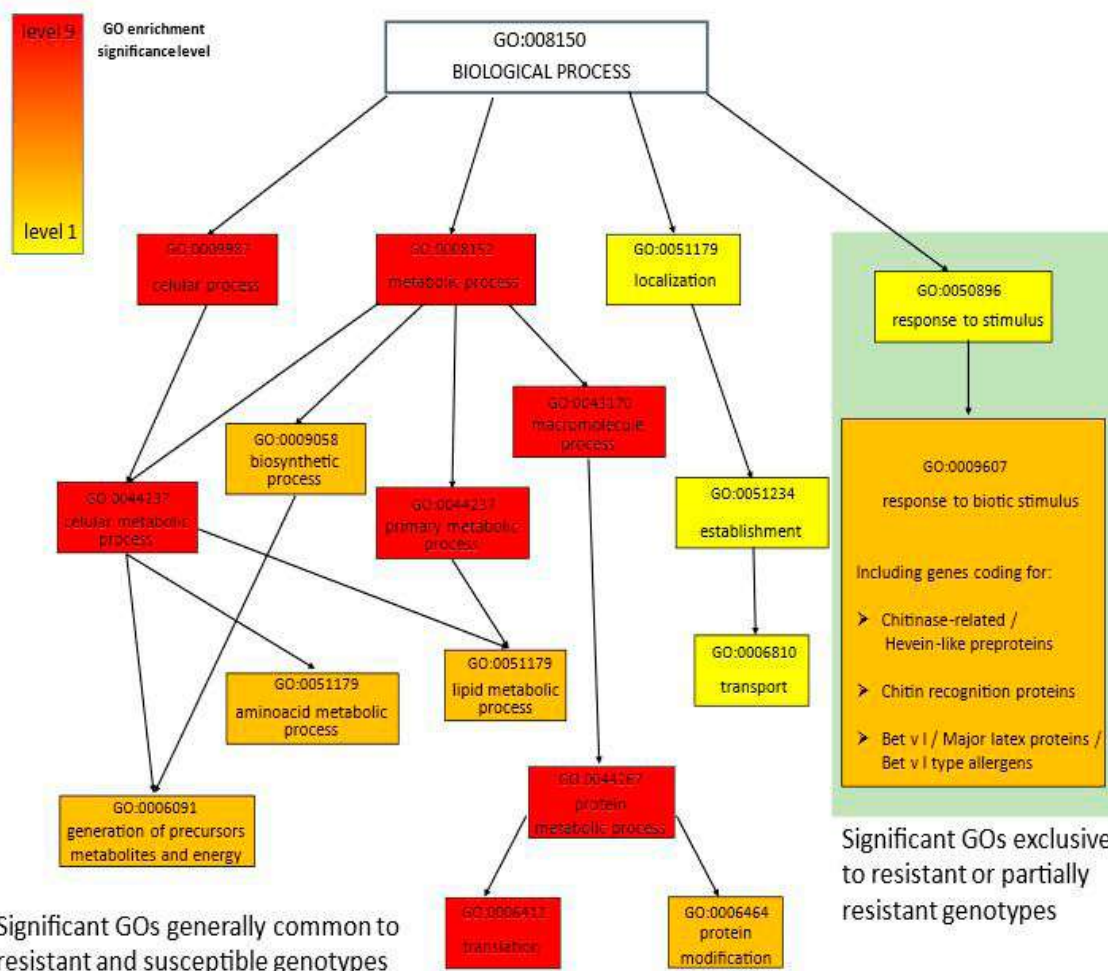 level 9
GO enrichment
significance level
level 1
GO:008150
BIOLOGICAL PROCESS
GO:0009987
celular process
GO:0008152
metabolic process
GO:0051179
localization
GO:0050896
response to stimulus
GO:0043170
macromolecule
process
GO:0009058
biosynthetic
process
GO:0044237
celular metabolic
process
GO:0044237
primary metabolic
process
GO:0051234
establishment
GO:0009607
response to biotic stimulus
Including genes coding for:
➤ Chitinase-related /
Hevein-like preproteins
➤ Chitin recognition proteins
➤ Bet v I / Major latex proteins /
Bet v I type allergens
GO:0051179
aminoacid metabolic
process
GO:0051179
lipid metabolic
process
GO:0006810
transport
GO:0006091
generation of precursors
metabolites and energy
GO:0044267
protein
metabolic process
GO:0006412
translation
GO:0006464
protein
modification
Significant GOs exclusive
to resistant or partially
resistant genotypes
Significant GOs generally common to
resistant and susceptible genotypes